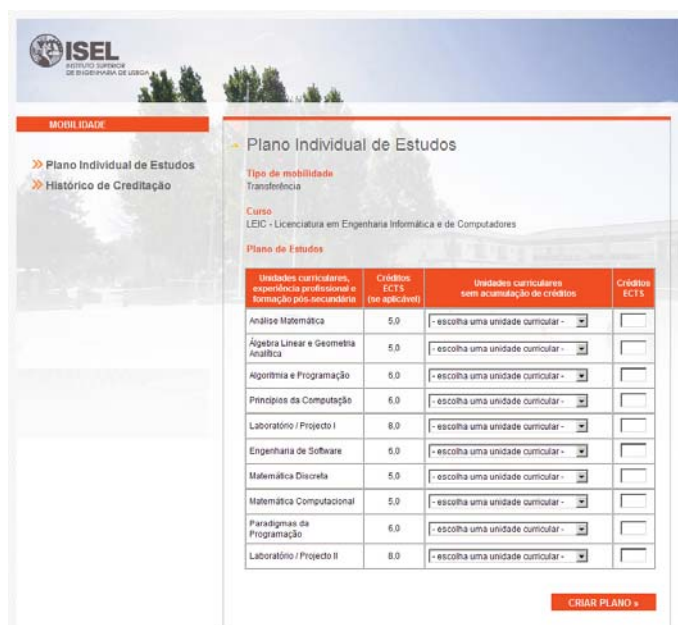 ISEL
INSTITUTO SUPERIOR
DE ENGENHARIA DE LISBOA
MOBILIDADE
Plano Individual de Estudos
Histórico de Creditação
Plano Individual de Estudos
Tipo de mobilidade
Transferência
Curso
LEIC - Licenciatura em Engenharia Informática e de Computadores
Plano de Estudos
Unidades curriculares,
experiência profissional e
formação pós-secundária
Créditos
ECTS
(se aplicável)
Unidades curriculares
sem acumulação de créditos
Créditos
ECTS
Análise Matemática 5,0 - escolha uma unidade curricular -
Álgebra Linear e Geometria
Analítica 5,0 - escolha uma unidade curricular -
Algoritmia e Programação 6,0 - escolha uma unidade curricular -
Princípios da Computação 6,0 - escolha uma unidade curricular -
Laboratório / Projecto I 8,0 - escolha uma unidade curricular -
Engenharia de Software 6,0 - escolha uma unidade curricular -
Matemática Discreta 5,0 - escolha uma unidade curricular -
Matemática Computacional 5,0 - escolha uma unidade curricular -
Paradigmas da
Programação 6,0 - escolha uma unidade curricular -
Laboratório / Projecto II 8,0 - escolha uma unidade curricular -
CRIAR PLANO »